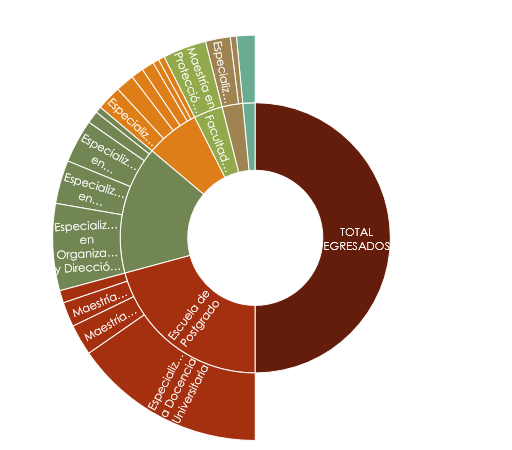 TOTAL
EGRESADOS
Escuela de
Postgrado
Especializ…
a Docencia
Universitaria
Maestría…
Maestría…
Especializ…
en
Organiza…
y Direcció…
Especializ…
en…
Especializ…
en…
Especializ…
Facultad…
Maestría en
Protecció…
Especializ…